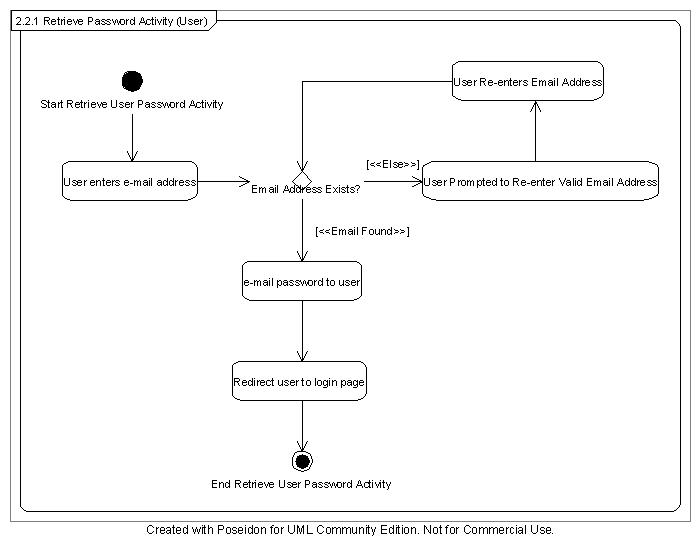 2.2.1 Retrieve Password Activity (User)
User Re-enters Email Address
Start Retrieve User Password Activity
[<<Else>>]
User enters e-mail address
Email Address Exists?
User Prompted to Re-enter Valid Email Address
[<<Email Found>>]
e-mail password to user
Redirect user to login page
End Retrieve User Password Activity
Created with Poseidon for UML Community Edition. Not for Commercial Use.